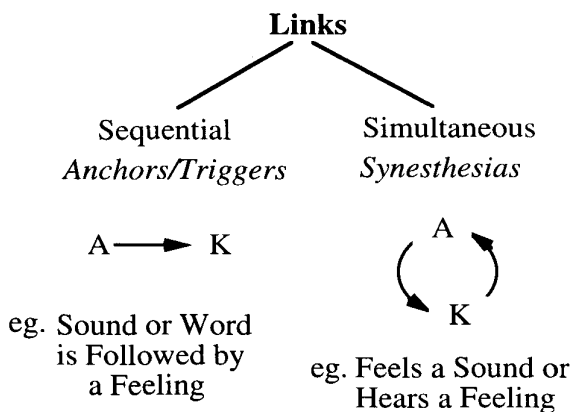 Links
Sequential
Anchors/Triggers
A K
eg. Sound or Word
is Followed by
a Feeling
Simultaneous
Synesthesias
A
K
eg. Feels a Sound or
Hears a Feeling